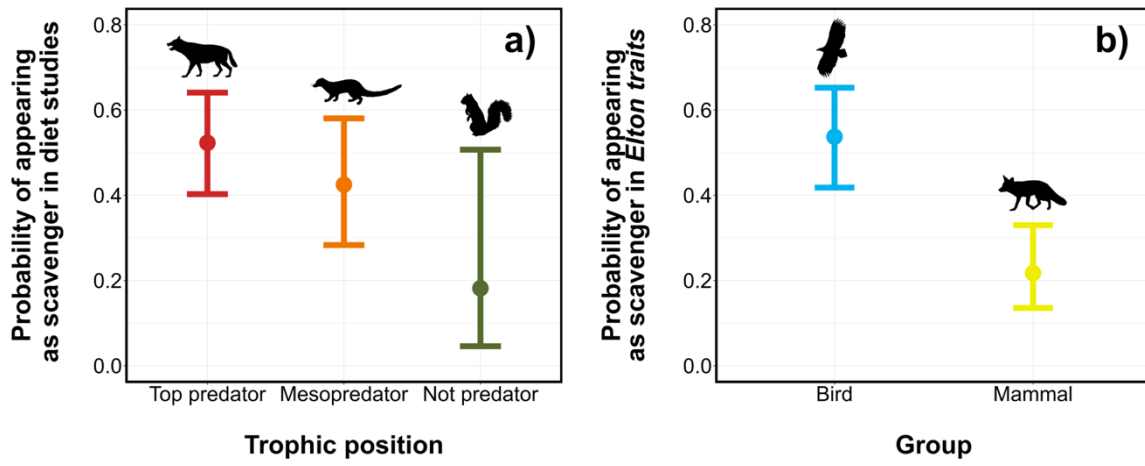 Probability of appearing
as scavenger in diet studies
a)
0.8
0.6
0.4
0.2
0.0
Top predator
Mesopredator
Not predator
Trophic position
Probability of appearing
as scavenger in Elton traits
b)
0.8
0.6
0.4
0.2
0.0
Bird
Mammal
Group